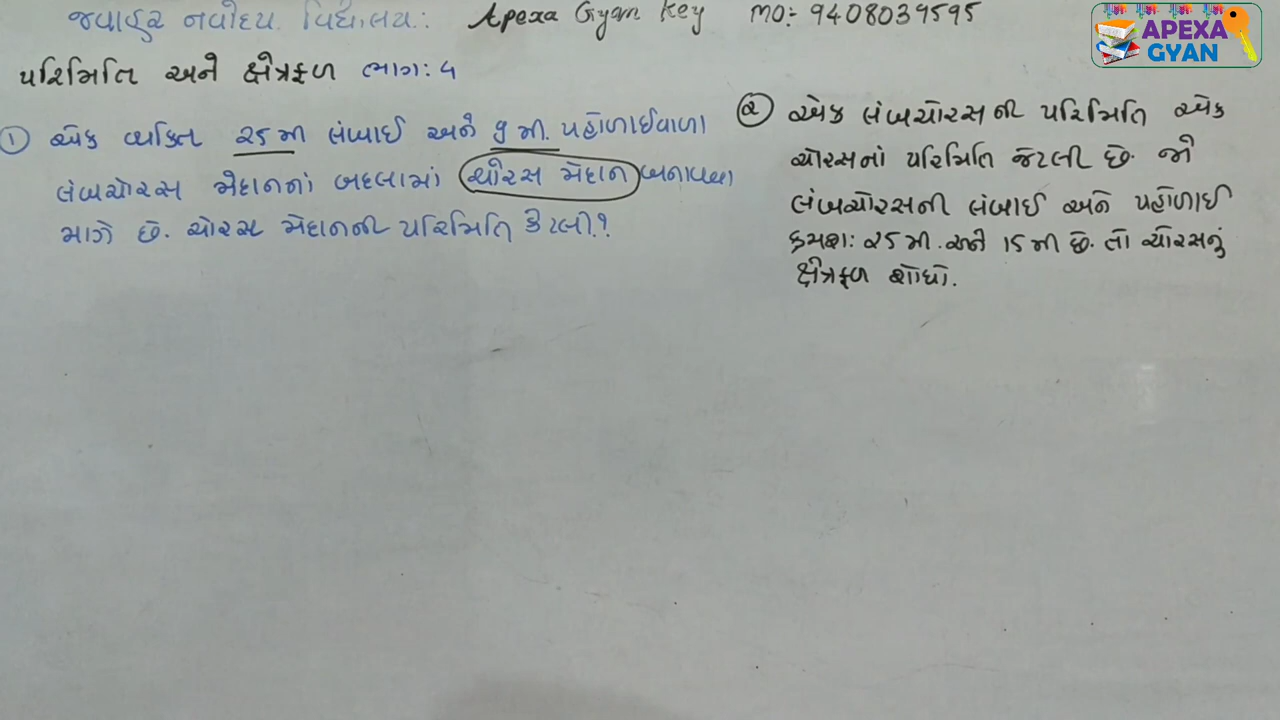 જવાહર નવોદય વિદ્યાલય: Apexa Gyan Key MO:- 9408039595
APEXA
GYAN
પરિમિતિ અને ક્ષેત્રફળ ભાગ: ૫
① એક વ્યકિત ૨૫ મી લંબાઈ અને ૭ મી. પહોળાઈવાળા
લંબચોરસ મેદાનનાં બદલામાં ચોરસ મેદાન બનાવવા
માગે છે. ચોરસ મેદાનની પરિમિતિ કેટલી?
② એક લંબચોરસની પરિમિતિ એક
ચોરસનાં પરિમિતિ જેટલી છે. જો
લંબચોરસની લંબાઈ અને પહોળાઈ
ક્રમશ: ૨૫ મી. અને ૧૫ મી છે. તો ચોરસનું
ક્ષેત્રફળ શોધો.